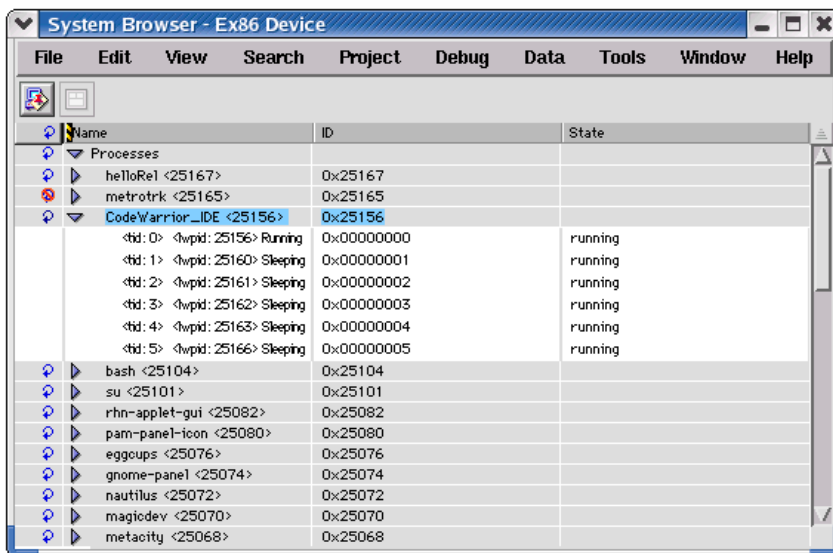 System Browser - Ex86 Device
File Edit View Search Project Debug Data Tools Window Help
Name ID State
Processes
helloRel <25167> 0x25167
metrotrk <25165> 0x25165
CodeWarrior_IDE <25156> 0x25156
<tid: 0> <lwpid: 25156> Running 0x00000000 running
<tid: 1> <lwpid: 25160> Sleeping 0x00000001 running
<tid: 2> <lwpid: 25161> Sleeping 0x00000002 running
<tid: 3> <lwpid: 25162> Sleeping 0x00000003 running
<tid: 4> <lwpid: 25163> Sleeping 0x00000004 running
<tid: 5> <lwpid: 25166> Sleeping 0x00000005 running
bash <25104> 0x25104
su <25101> 0x25101
rhn-applet-gui <25082> 0x25082
pam-panel-icon <25080> 0x25080
eggcups <25076> 0x25076
gnome-panel <25074> 0x25074
nautilus <25072> 0x25072
magicdev <25070> 0x25070
metacity <25068> 0x25068